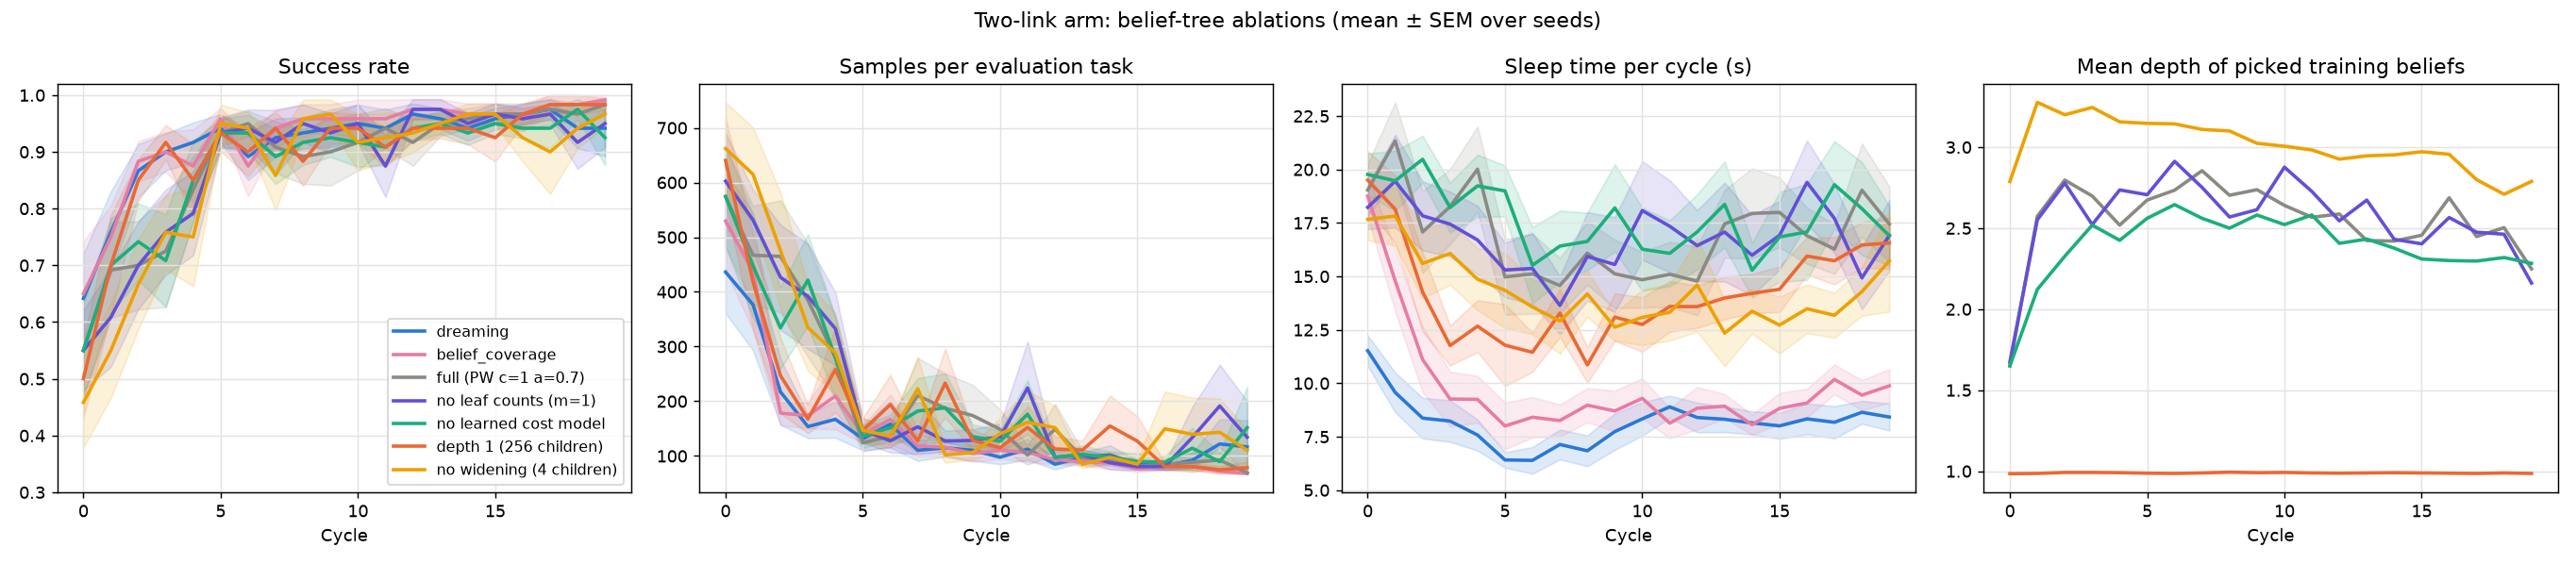 Two-link arm: belief-tree ablations (mean ± SEM over seeds)
Success rate
1.0
0.9
0.8
0.7
0.6
0.5
0.4
0.3
0
5
10
15
Cycle
dreaming
belief_coverage
full (PW c=1 a=0.7)
no leaf counts (m=1)
no learned cost model
depth 1 (256 children)
no widening (4 children)
Samples per evaluation task
700
600
500
400
300
200
100
0
5
10
15
Cycle
Sleep time per cycle (s)
22.5
20.0
17.5
15.0
12.5
10.0
7.5
5.0
0
5
10
15
Cycle
Mean depth of picked training beliefs
3.0
2.5
2.0
1.5
1.0
0
5
10
15
Cycle